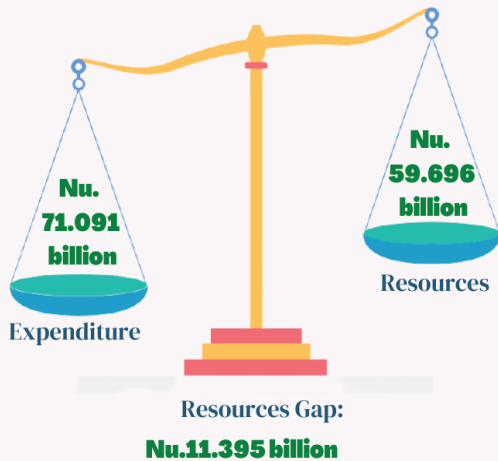 Nu.
71.091
billion
Expenditure
Nu.
59.696
billion
Resources
Resources Gap:
Nu.11.395 billion